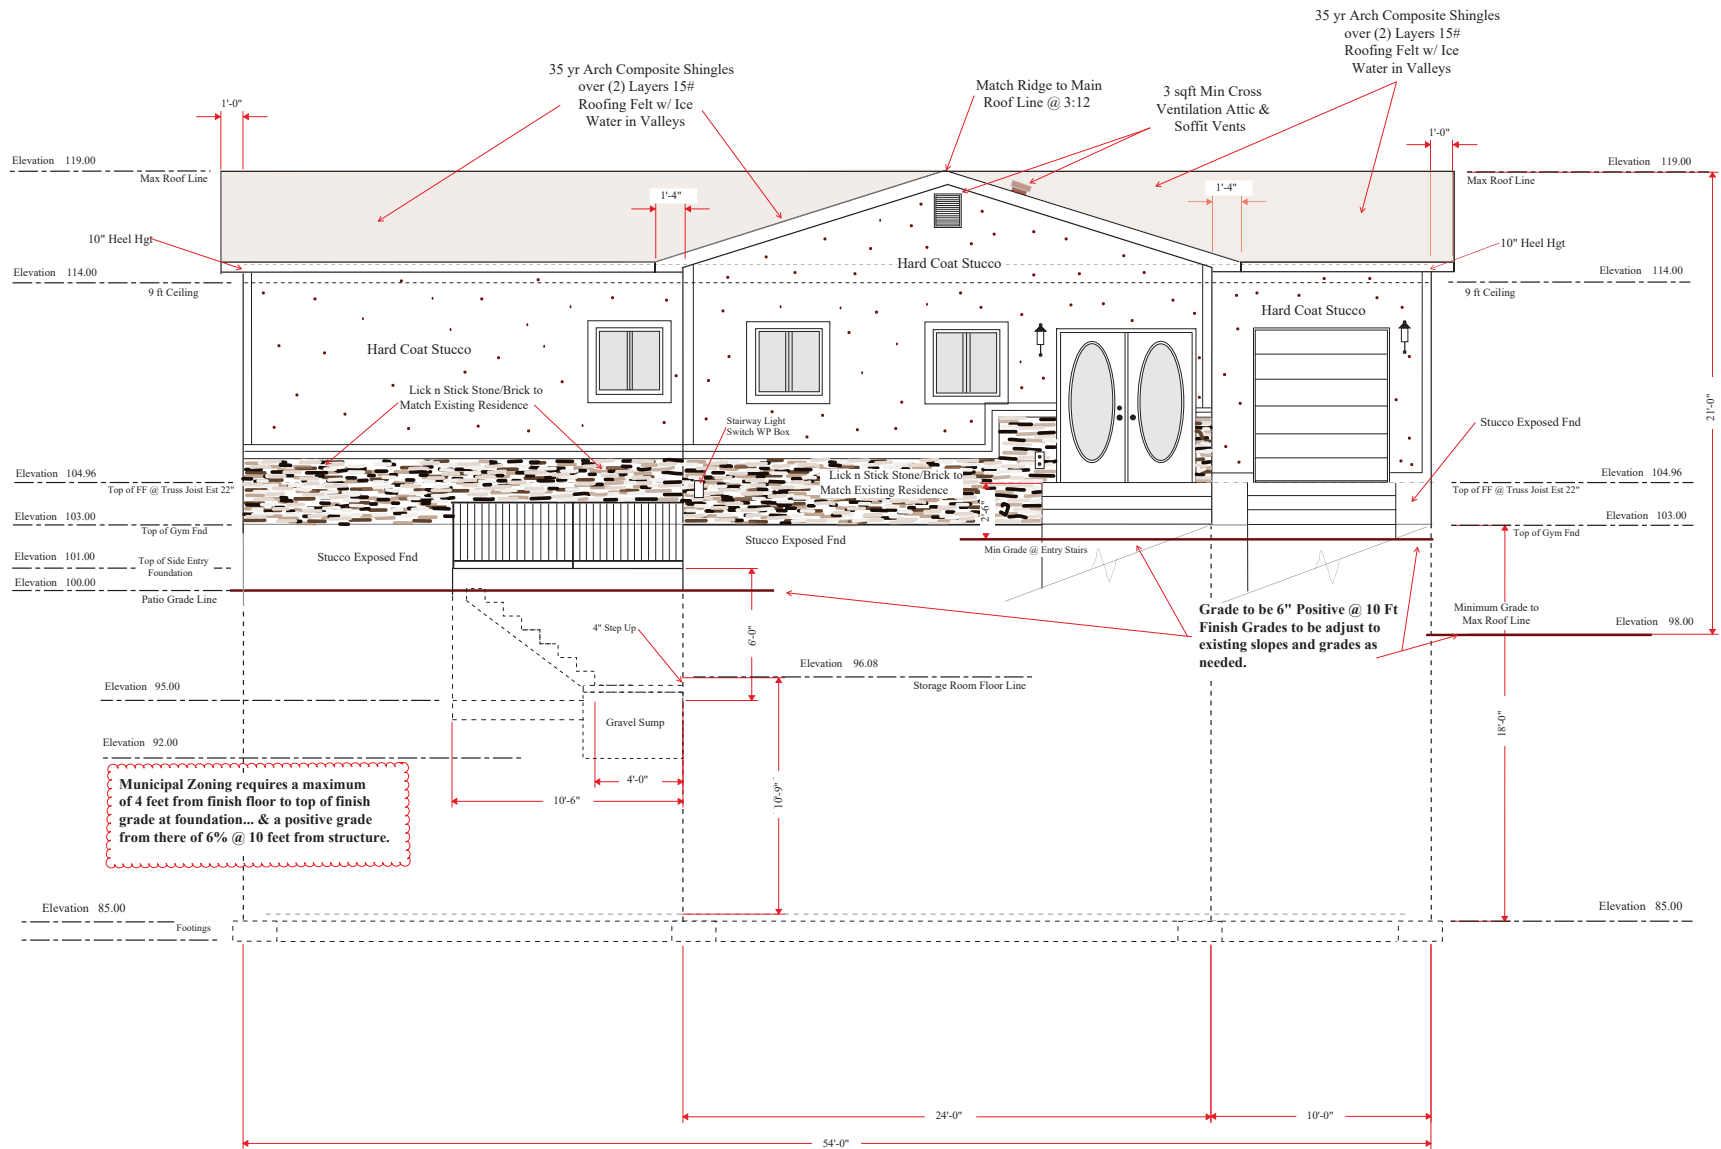 35 yr Arch Composite Shingles
over (2) Layers 15#
Roofing Felt w/ Ice
Water in Valleys
35 yr Arch Composite Shingles
over (2) Layers 15#
Roofing Felt w/ Ice
Water in Valleys
Match Ridge to Main
Roof Line @ 3:12
3 sqft Min Cross
Ventilation Attic &
Soffit Vents
1'-0"
1'-0"
Elevation 119.00
Max Roof Line
Elevation 119.00
Max Roof Line
1'-4"
1'-4"
10" Heel Hgt
10" Heel Hgt
Elevation 114.00
9 ft Ceiling
Elevation 114.00
9 ft Ceiling
Hard Coat Stucco
Hard Coat Stucco
Hard Coat Stucco
21'-0"
Lick n Stick Stone/Brick to
Match Existing Residence
Stairway Light
Switch WP Box
Stucco Exposed Fnd
Elevation 104.96
Top of FF @ Truss Joist Est 22"
Lick n Stick Stone/Brick to
Match Existing Residence
Elevation 104.96
Top of FF @ Truss Joist Est 22"
2'-6"
Elevation 103.00
Top of Gym Fnd
Elevation 103.00
Top of Gym Fnd
Stucco Exposed Fnd
Stucco Exposed Fnd
Min Grade @ Entry Stairs
Elevation 101.00
Top of Side Entry
Foundation
Elevation 100.00
Patio Grade Line
Grade to be 6" Positive @ 10 Ft
Finish Grades to be adjust to
existing slopes and grades as
needed.
Minimum Grade to
Max Roof Line
Elevation 98.00
4" Step Up
6'-0"
Elevation 96.08
Storage Room Floor Line
Elevation 95.00
Gravel Sump
18'-0"
Elevation 92.00
4'-0"
10'-6"
10'-9"
Municipal Zoning requires a maximum
of 4 feet from finish floor to top of finish
grade at foundation... & a positive grade
from there of 6% @ 10 feet from structure.
Elevation 85.00
Footings
Elevation 85.00
24'-0"
10'-0"
54'-0"